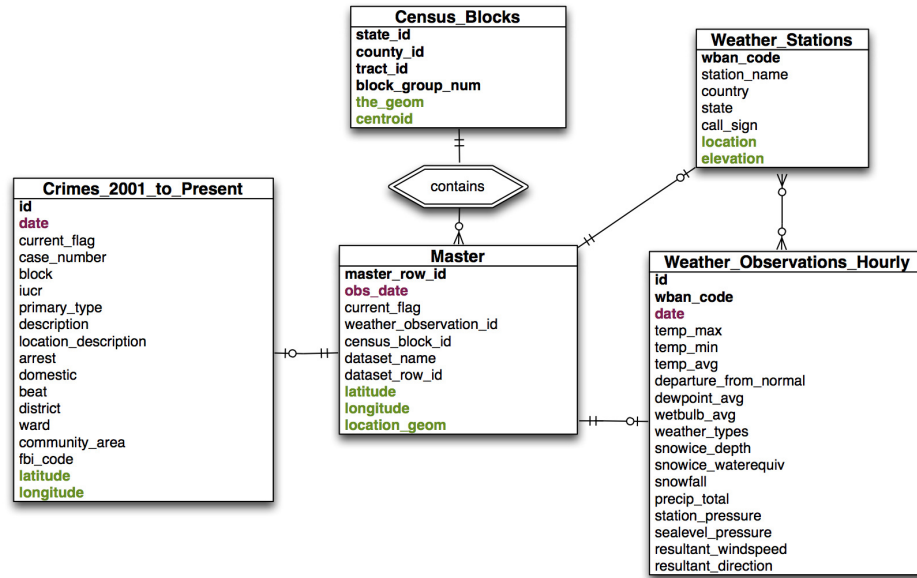 Census_Blocks
state_id
county_id
tract_id
block_group_num
the_geom
centroid
Weather_Stations
wban_code
station_name
country
state
call_sign
location
elevation
contains
Crimes_2001_to_Present
id
date
current_flag
case_number
block
iucr
primary_type
description
location_description
arrest
domestic
beat
district
ward
community_area
fbi_code
latitude
longitude
Master
master_row_id
obs_date
current_flag
weather_observation_id
census_block_id
dataset_name
dataset_row_id
latitude
longitude
location_geom
Weather_Observations_Hourly
id
wban_code
date
temp_max
temp_min
temp_avg
departure_from_normal
dewpoint_avg
wetbulb_avg
weather_types
snowice_depth
snowice_waterequiv
snowfall
precip_total
station_pressure
sealevel_pressure
resultant_windspeed
resultant_direction